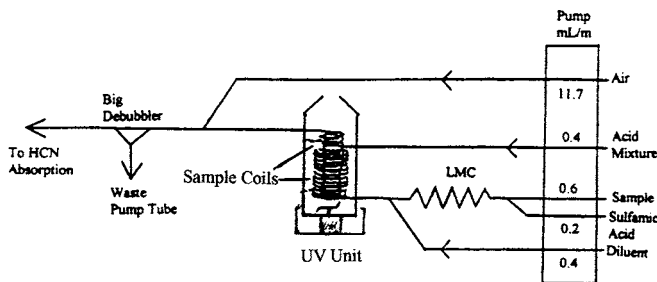 Pump
mL/m
Air
11.7
Big
Debubbler
0.4
Acid
Mixture
To HCN
Absorption
Sample Coils
LMC
0.6
Sample
Waste
Pump Tube
Sulfamic
Acid
0.2
Diluent
0.4
UV Unit